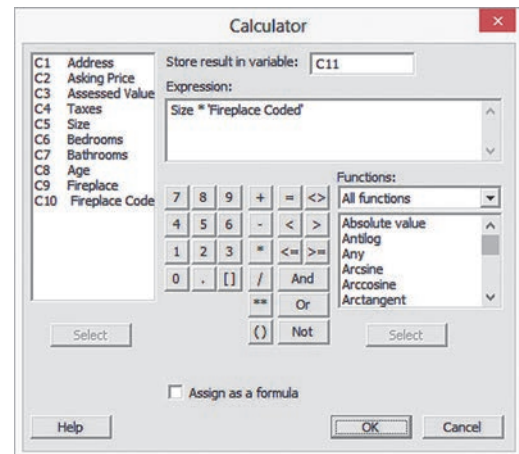 Calculator
×
C1 Address
C2 Asking Price
C3 Assessed Value
C4 Taxes
C5 Size
C6 Bedrooms
C7 Bathrooms
C8 Age
C9 Fireplace
C10 Fireplace Code
Select
Store result in variable: C11
Expression:
Size * 'Fireplace Coded'
7 8 9 + = <>
4 5 6 - < >
1 2 3 * <= >=
0 . [] / And
** Or
() Not
Functions:
All functions
Absolute value
Antilog
Any
Arcsine
Arccosine
Arctangent
Select
Assign as a formula
Help
OK
Cancel